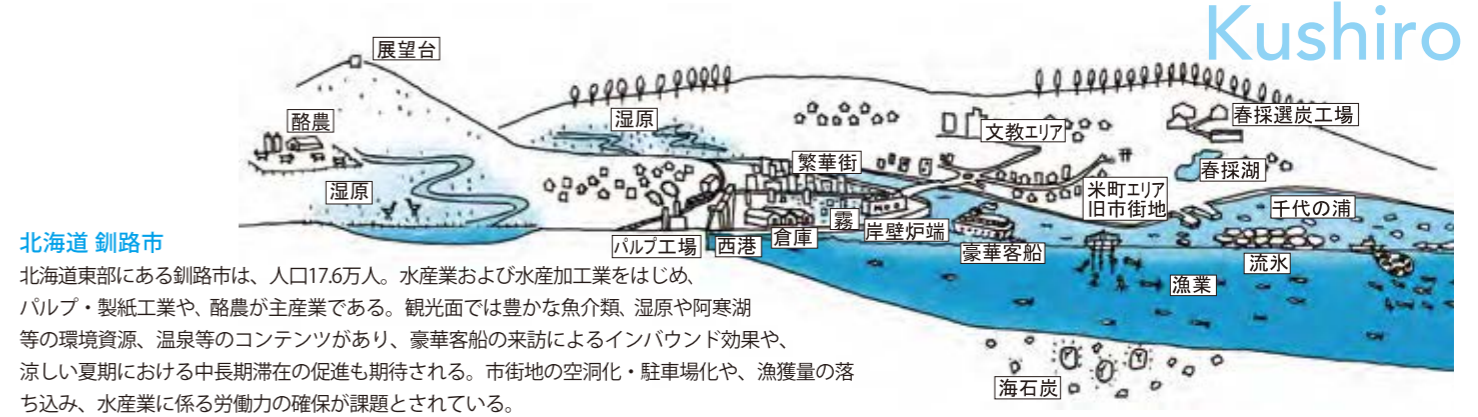 Kushiro
展望台
酪農
湿原
湿原
繁華街
文教エリア
春採選炭工場
春採湖
米町エリア
旧市街地
千代の浦
パルプ工場
西港
倉庫
霧
岸壁炉端
豪華客船
流氷
漁業
海石炭
北海道 釧路市
北海道東部にある釧路市は、人口17.6万人。水産業および水産加工業をはじめ、
パルプ・製紙工業や、酪農が主産業である。観光面では豊かな魚介類、湿原や阿寒湖
等の環境資源、温泉等のコンテンツがあり、豪華客船の来訪によるインバウンド効果や、
涼しい夏期における中長期滞在の促進も期待される。市街地の空洞化・駐車場化や、漁獲量の落
ち込み、水産業に係る労働力の確保が課題とされている。